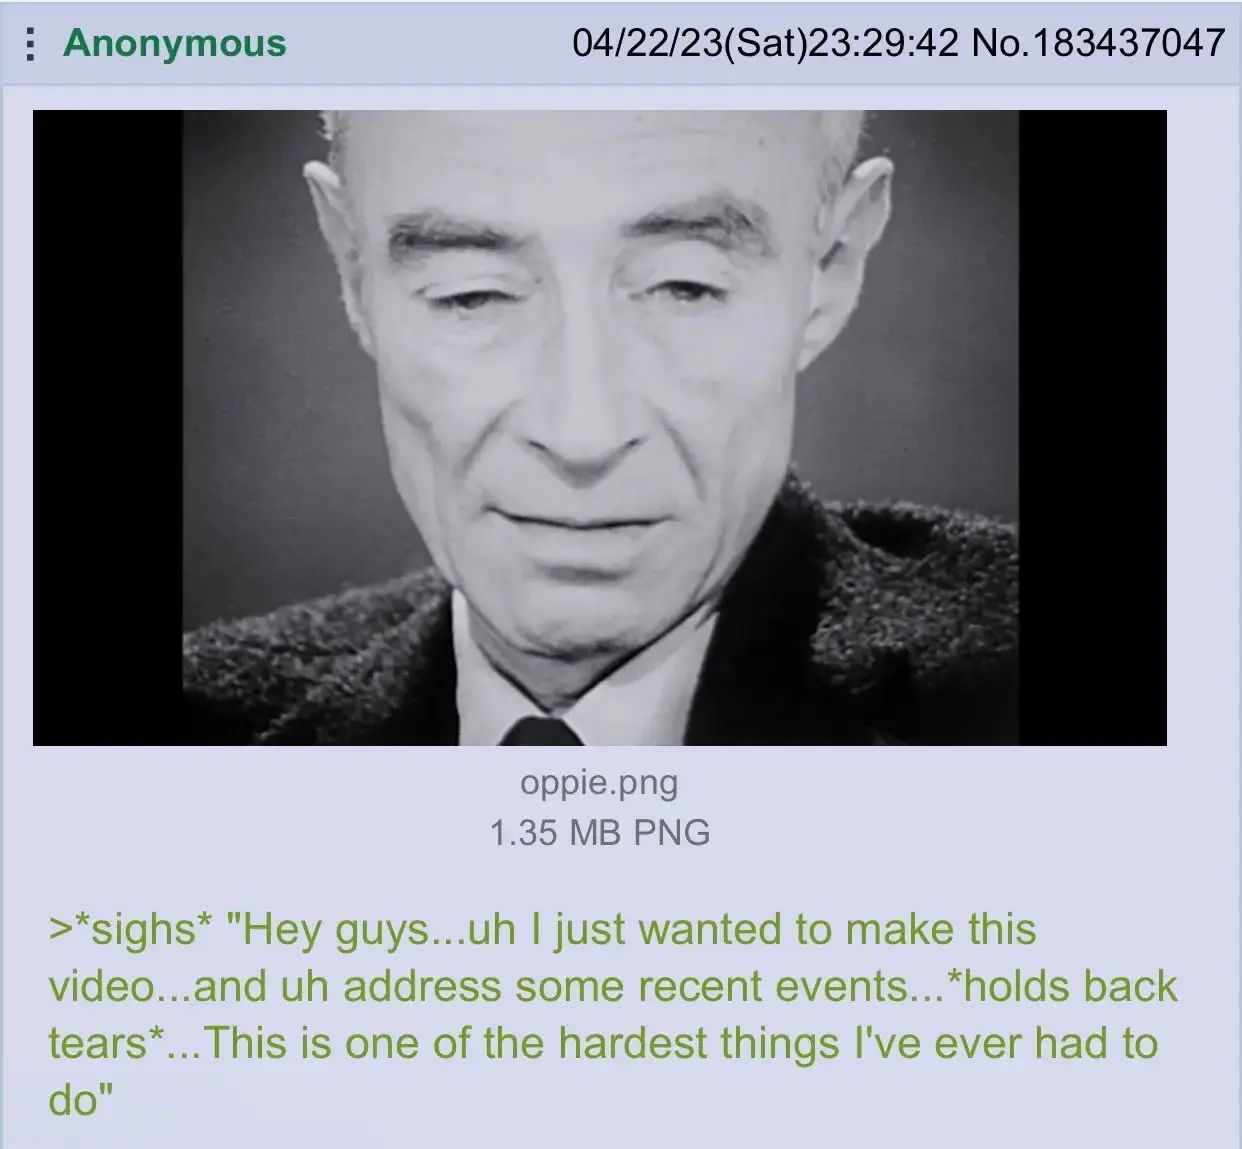 Anonymous 04/22/23(Sat)23:29:42 No.183437047
oppie.png
1.35 MB PNG
>*sighs* "Hey guys...uh I just wanted to make this
video...and uh address some recent events...*holds back
tears*...This is one of the hardest things I've ever had to
do"